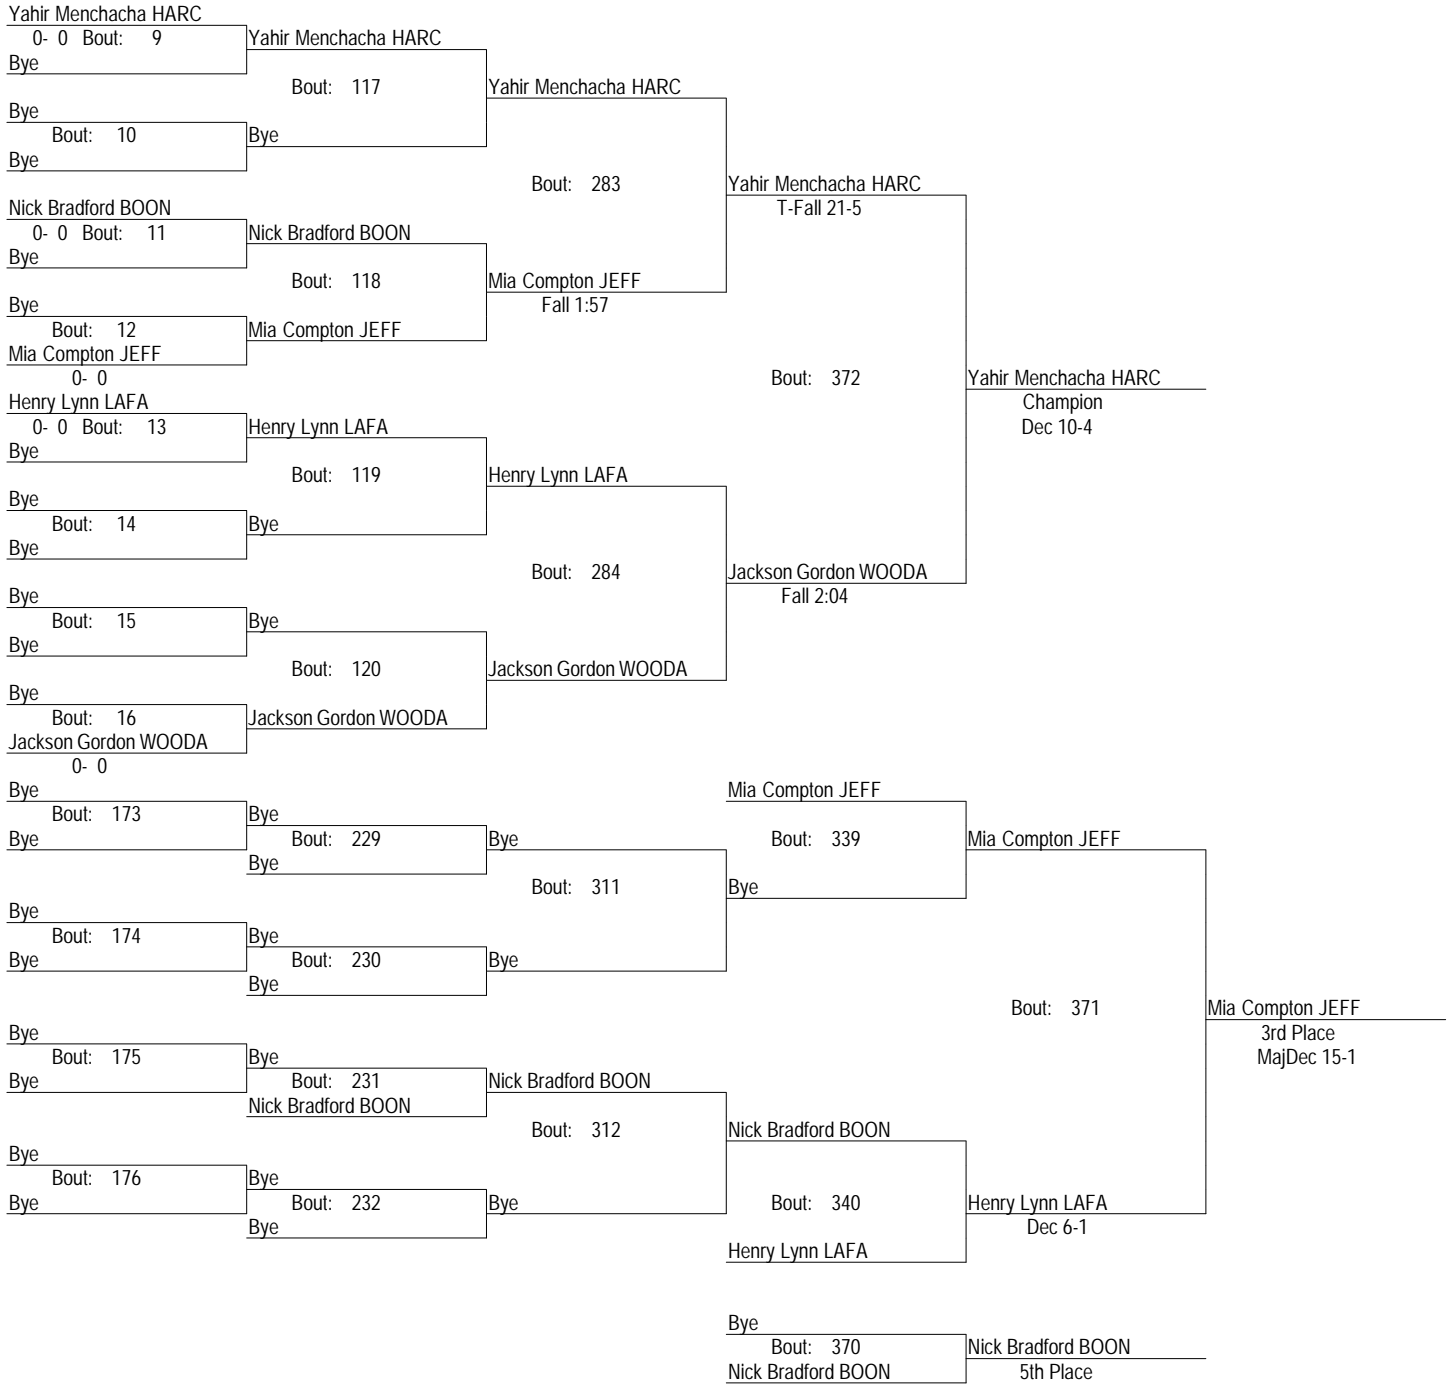 Yahir Menchacha HARC
0- 0 Bout: 9
Yahir Menchacha HARC
Bye
Bout: 117
Yahir Menchacha HARC
Bye
Bout: 10
Bye
Bye
Bout: 283
Yahir Menchacha HARC
T-Fall 21-5
Nick Bradford BOON
0- 0 Bout: 11
Nick Bradford BOON
Bye
Bout: 118
Mia Compton JEFF
Fall 1:57
Bye
Bout: 12
Mia Compton JEFF
Mia Compton JEFF
0- 0
Bout: 372
Yahir Menchacha HARC
Champion
Dec 10-4
Henry Lynn LAFA
0- 0 Bout: 13
Henry Lynn LAFA
Bye
Bout: 119
Henry Lynn LAFA
Bye
Bout: 14
Bye
Bye
Bout: 284
Jackson Gordon WOODA
Fall 2:04
Bye
Bout: 15
Bye
Bye
Bout: 120
Jackson Gordon WOODA
Bye
Bout: 16
Jackson Gordon WOODA
Jackson Gordon WOODA
0- 0
Bye
Mia Compton JEFF
Bout: 173
Bye
Bye
Bout: 229
Bye
Bout: 339
Mia Compton JEFF
Bye
Bout: 311
Bye
Bye
Bout: 174
Bye
Bye
Bout: 230
Bye
Bye
Bout: 371
Mia Compton JEFF
3rd Place
MajDec 15-1
Bye
Bout: 175
Bye
Bye
Bout: 231
Nick Bradford BOON
Nick Bradford BOON
Bout: 312
Nick Bradford BOON
Bye
Bout: 176
Bye
Bye
Bout: 232
Bye
Bout: 340
Henry Lynn LAFA
Dec 6-1
Bye
Henry Lynn LAFA
Bye
Bout: 370
Nick Bradford BOON
Nick Bradford BOON
5th Place